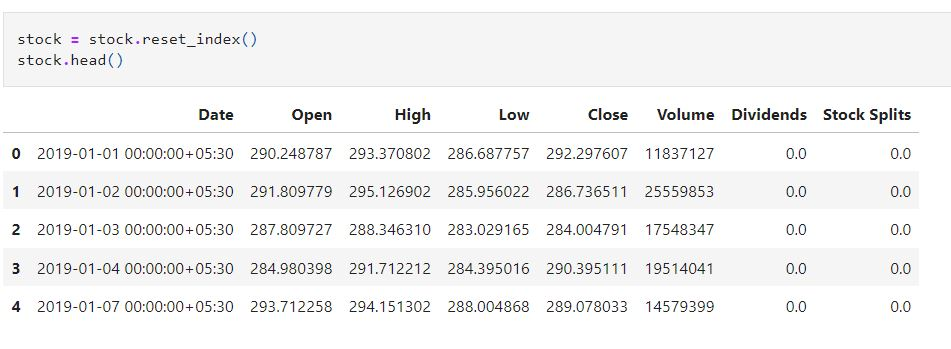 stock = stock.reset_index()
stock.head()
Date Open High Low Close Volume Dividends Stock Splits
0 2019-01-01 00:00:00+05:30 290.248787 293.370802 286.687757 292.297607 11837127 0.0 0.0
1 2019-01-02 00:00:00+05:30 291.809779 295.126902 285.956022 286.736511 25559853 0.0 0.0
2 2019-01-03 00:00:00+05:30 287.809727 288.346310 283.029165 284.004791 17548347 0.0 0.0
3 2019-01-04 00:00:00+05:30 284.980398 291.712212 284.395016 290.395111 19514041 0.0 0.0
4 2019-01-07 00:00:00+05:30 293.712258 294.151302 288.004868 289.078033 14579399 0.0 0.0